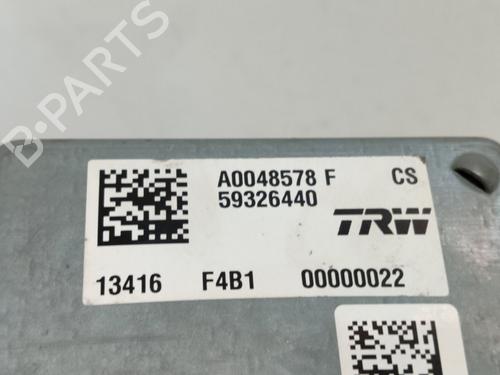 B-PARTS
A0048578 F CS
59326440
TRW
13416 F4B1 00000022